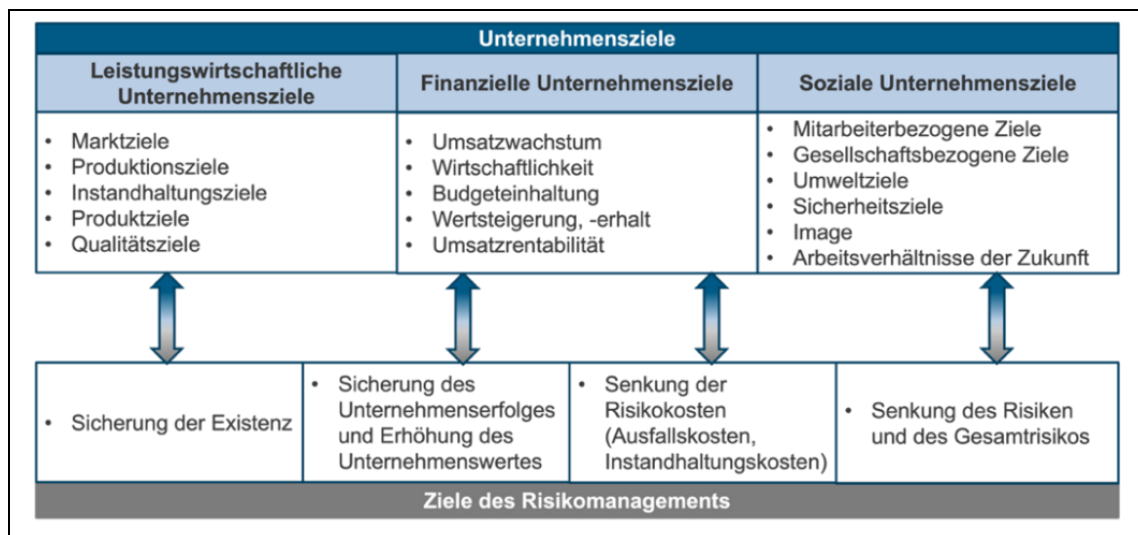 Unternehmensziele
Leistungswirtschaftliche
Unternehmensziele
Finanzielle Unternehmensziele
Soziale Unternehmensziele
• Marktziele
• Produktionsziele
• Instandhaltungsziele
• Produktziele
• Qualitätsziele
• Umsatzwachstum
• Wirtschaftlichkeit
• Budgeteinhaltung
• Wertsteigerung, -erhalt
• Umsatzrentabilität
• Mitarbeiterbezogene Ziele
• Gesellschaftsbezogene Ziele
• Umweltziele
• Sicherheitsziele
• Image
• Arbeitsverhältnisse der Zukunft
• Sicherung der Existenz
• Sicherung des
Unternehmenserfolges
und Erhöhung des
Unternehmenswertes
• Senkung der
Risikokosten
(Ausfallskosten,
Instandhaltungskosten)
• Senkung des Risiken
und des Gesamtrisikos
Ziele des Risikomanagements